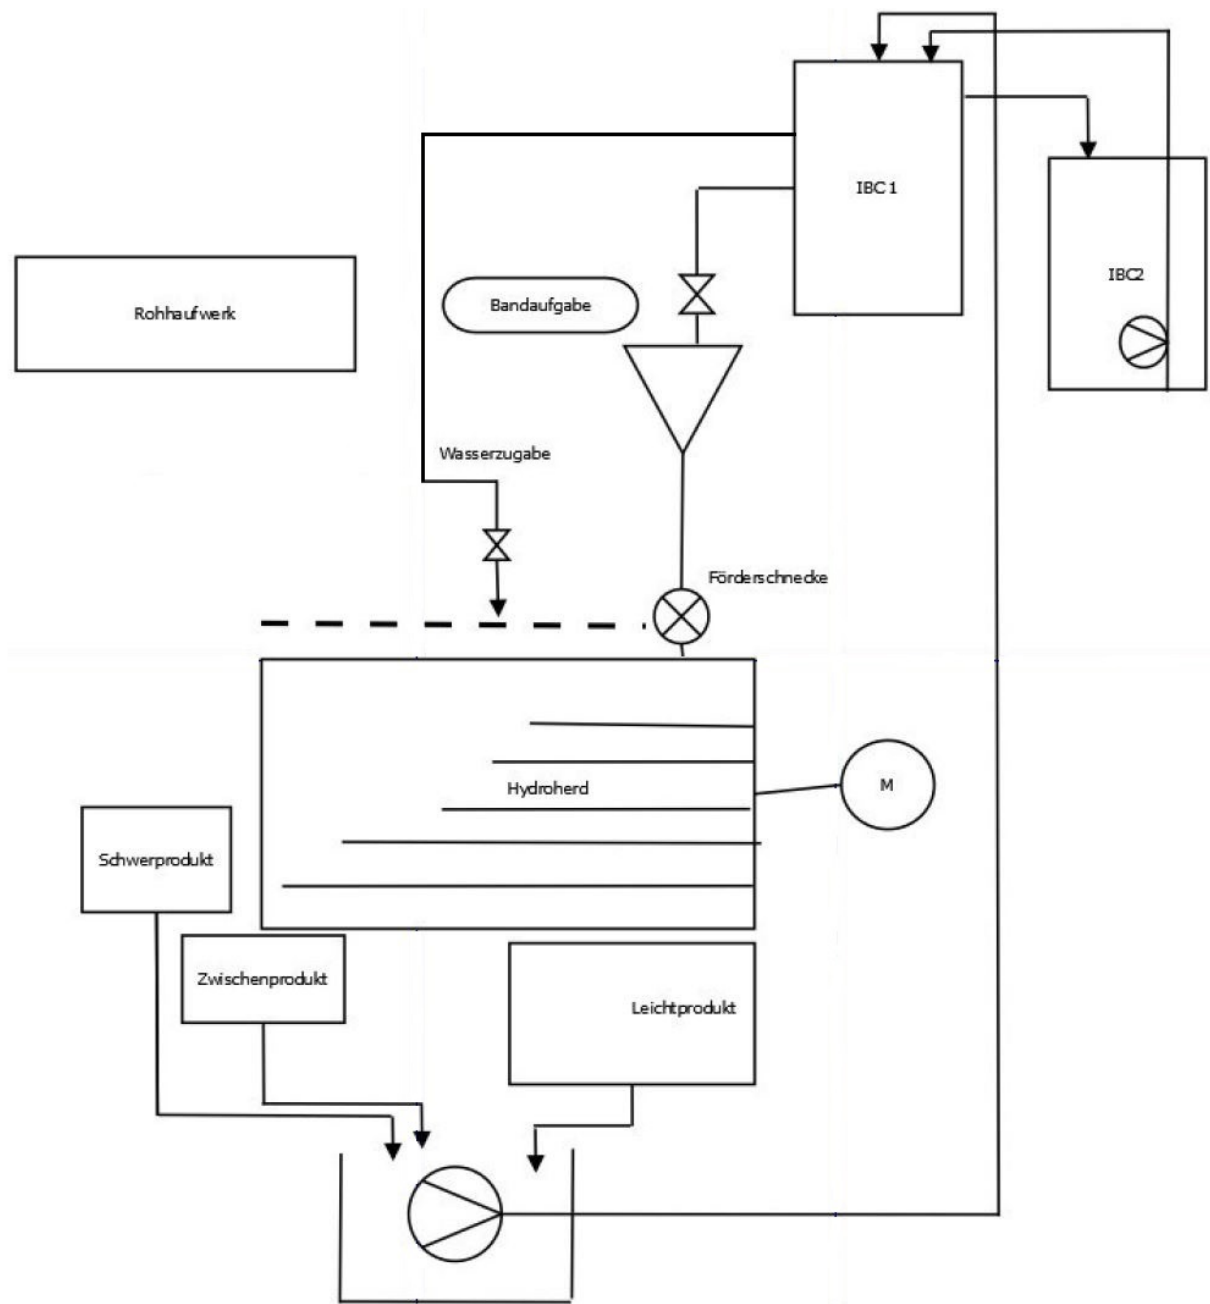 IBC 1
IBC2
Rohhaufwerk
Bandaufgabe
Wasserzugabe
Förderschnecke
Hydroherd
M
Schwerprodukt
Zwischenprodukt
Leichtprodukt